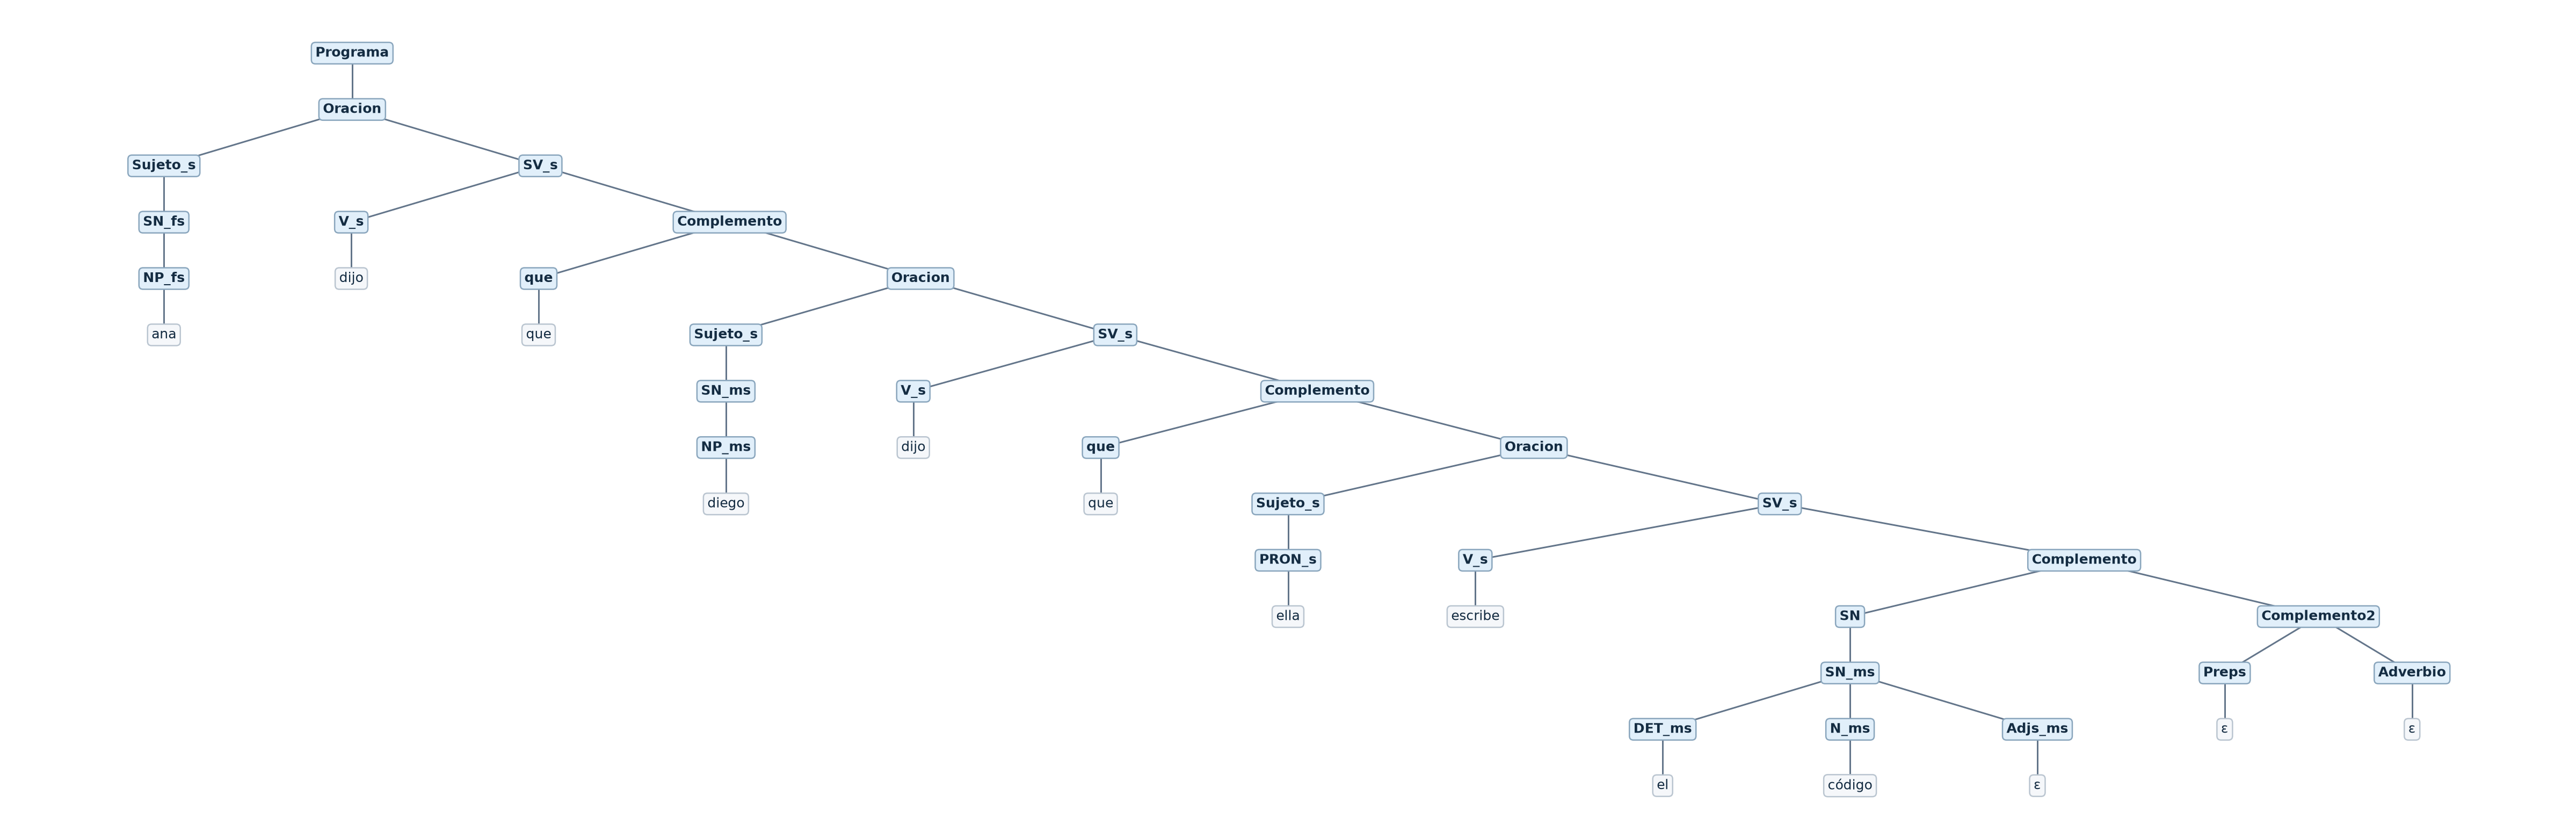 Programa
Oracion
Sujeto_s SV_s
SN_fs V_s Complemento
NP_fs dijo que Oracion
ana que Sujeto_s SV_s
SN_ms V_s Complemento
NP_ms dijo que Oracion
diego que Sujeto_s SV_s
PRON_s V_s Complemento
ella escribe SN Complemento2
SN_ms Preps Adverbio
DET_ms N_ms Adjs_ms ε ε
el código ε